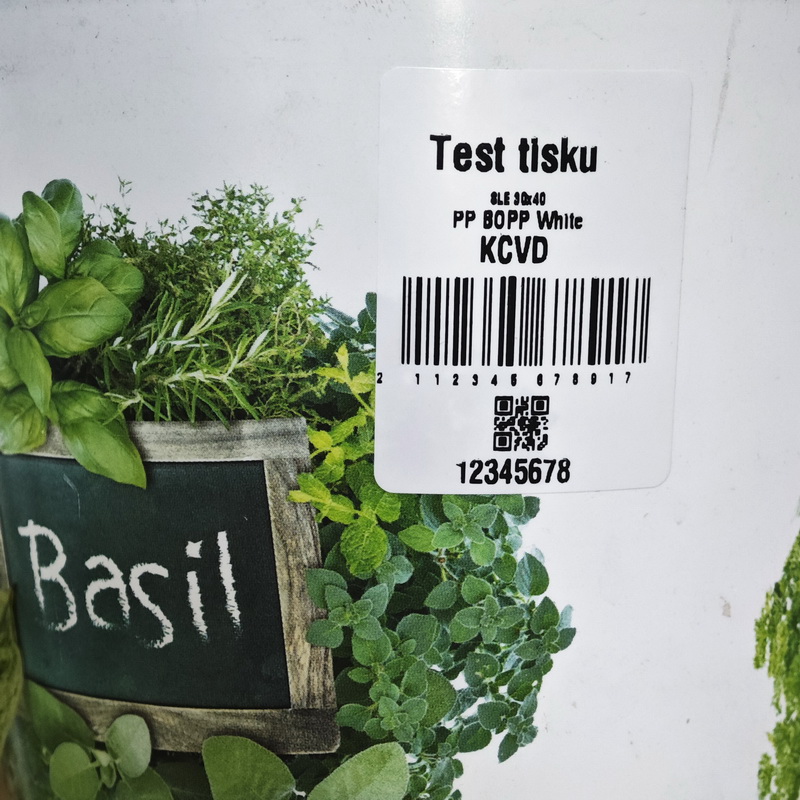 Test tisku
SLE 30x40
PP BOPP White
KCVD
2 112345 678917
12345678
Basil